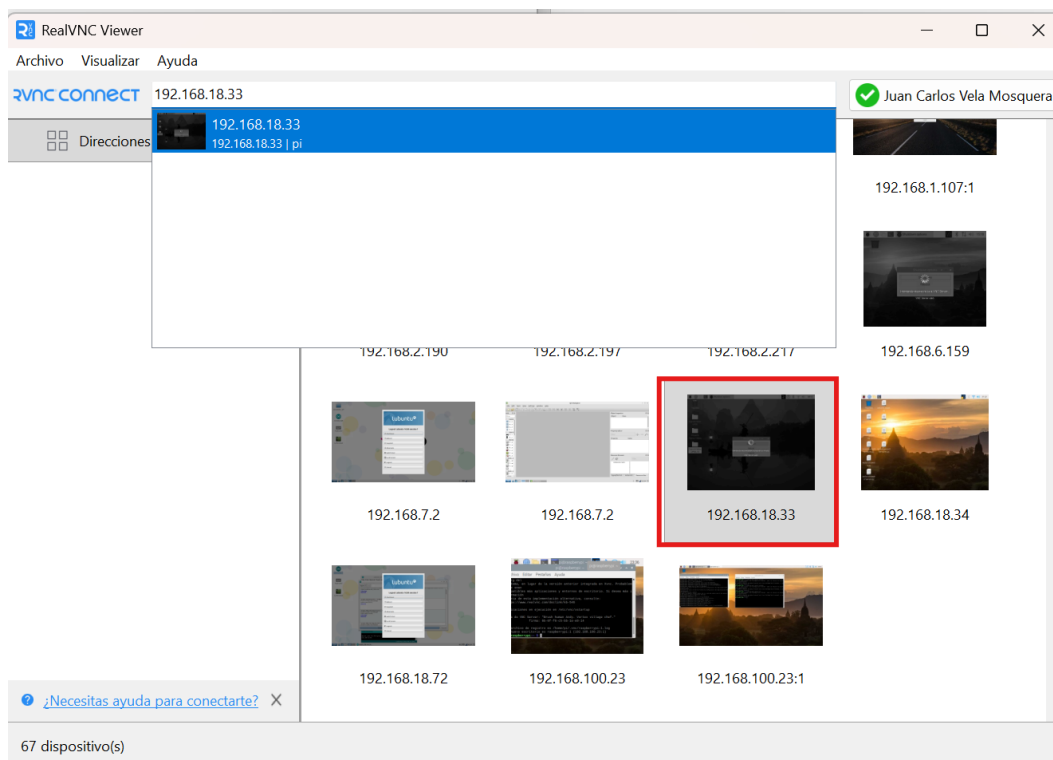 RealVNC Viewer
Archivo Visualizar Ayuda
RVNC CONNECT 192.168.18.33 Juan Carlos Vela Mosquera
192.168.18.33
192.168.18.33 | pi
Direcciones
192.168.1.107:1
192.168.2.190 192.168.2.197 192.168.2.217 192.168.6.159
lubuntu
192.168.7.2 192.168.7.2 192.168.18.33 192.168.18.34
lubuntu
192.168.18.72 192.168.100.23 192.168.100.23:1
¿Necesitas ayuda para conectarte? X
67 dispositivo(s)